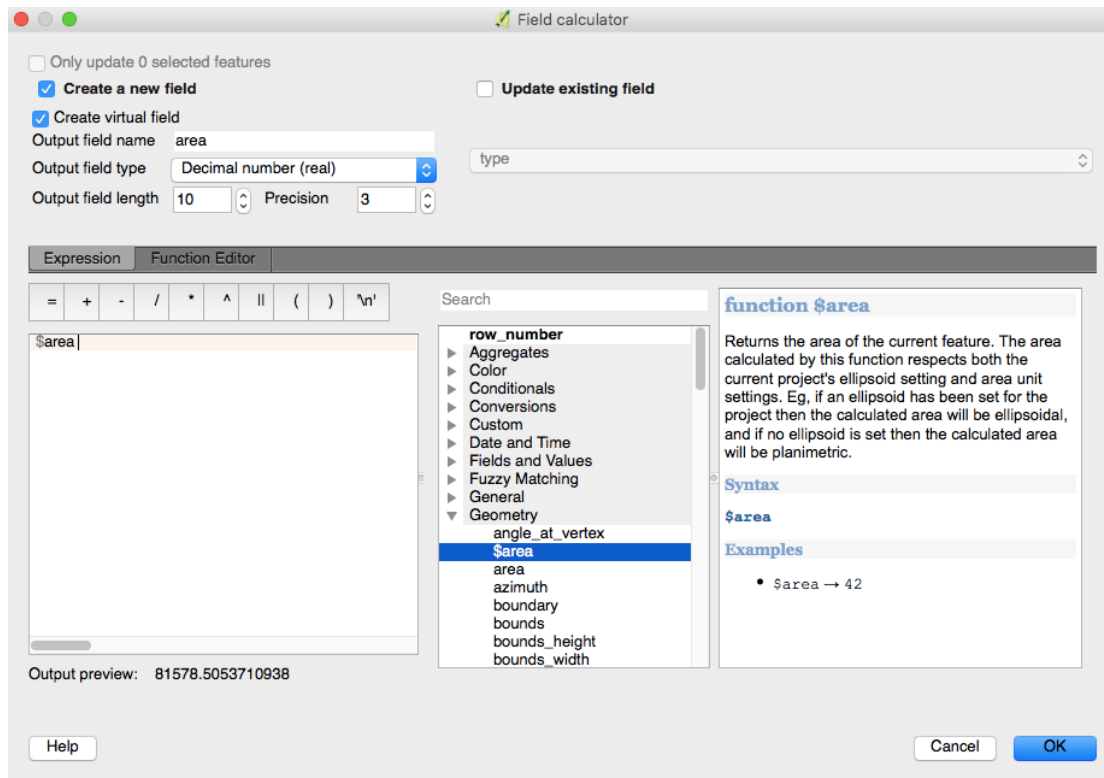 Field calculator
Only update 0 selected features
Create a new field
Update existing field
Create virtual field
Output field name area
Output field type Decimal number (real)
type
Output field length 10 Precision 3
Expression Function Editor
= + - / * ^ || ( ) '\n'
$area
Output preview: 81578.5053710938
Search
row_number
Aggregates
Color
Conditionals
Conversions
Custom
Date and Time
Fields and Values
Fuzzy Matching
General
Geometry
angle_at_vertex
$area
area
azimuth
boundary
bounds
bounds_height
bounds_width
function $area
Returns the area of the current feature. The area
calculated by this function respects both the
current project's ellipsoid setting and area unit
settings. Eg, if an ellipsoid has been set for the
project then the calculated area will be ellipsoidal,
and if no ellipsoid is set then the calculated area
will be planimetric.
Syntax
$area
Examples
• $area → 42
Help
Cancel
OK